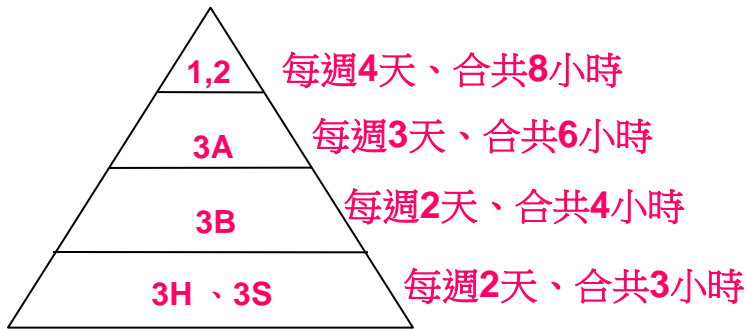 1,2 每週4天、合共8小時
3A 每週3天、合共6小時
3B 每週2天、合共4小時
3H 、3S 每週2天、合共3小時